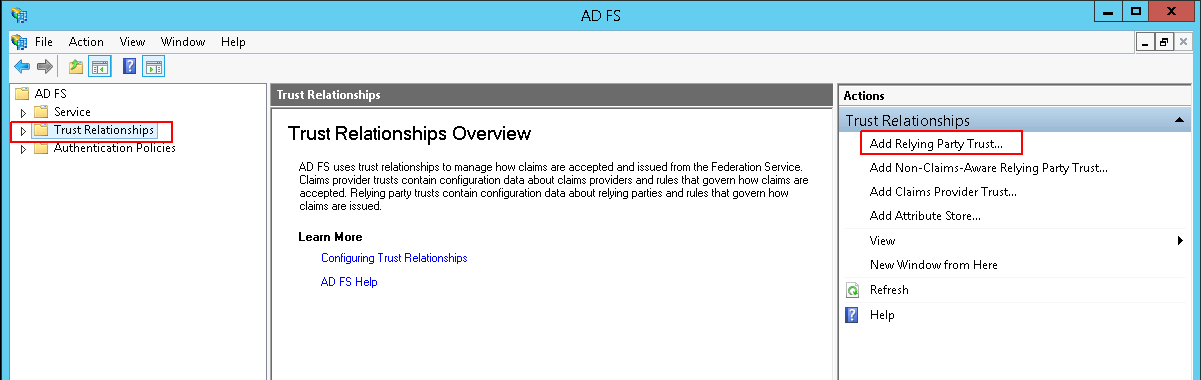 AD FS
File Action View Window Help
AD FS
Service
Trust Relationships
Authentication Policies
Trust Relationships
Trust Relationships Overview
AD FS uses trust relationships to manage how claims are accepted and issued from the Federation Service.
Claims provider trusts contain configuration data about claims providers and rules that govern how claims are
accepted. Relying party trusts contain configuration data about relying parties and rules that govern how
claims are issued.
Learn More
Configuring Trust Relationships
AD FS Help
Actions
Trust Relationships
Add Relying Party Trust...
Add Non-Claims-Aware Relying Party Trust...
Add Claims Provider Trust...
Add Attribute Store...
View
New Window from Here
Refresh
Help